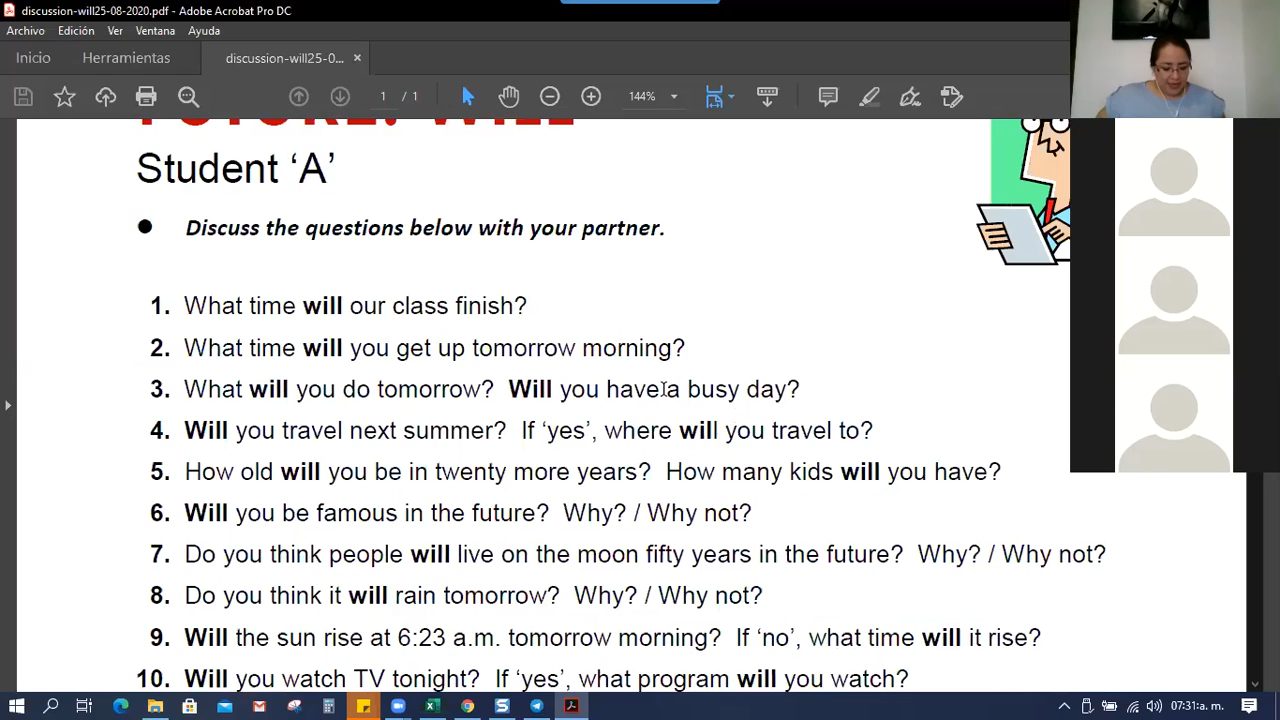 discussion-will25-08-2020.pdf - Adobe Acrobat Pro DC
Archivo Edición Ver Ventana Ayuda
Inicio Herramientas discussion-will25-0... ×
1 / 1 144%
FUTURE: WILL
Student ‘A’
● Discuss the questions below with your partner.
1. What time will our class finish?
2. What time will you get up tomorrow morning?
3. What will you do tomorrow? Will you have a busy day?
4. Will you travel next summer? If ‘yes’, where will you travel to?
5. How old will you be in twenty more years? How many kids will you have?
6. Will you be famous in the future? Why? / Why not?
7. Do you think people will live on the moon fifty years in the future? Why? / Why not?
8. Do you think it will rain tomorrow? Why? / Why not?
9. Will the sun rise at 6:23 a.m. tomorrow morning? If ‘no’, what time will it rise?
10. Will you watch TV tonight? If ‘yes’, what program will you watch?
07:31a. m.